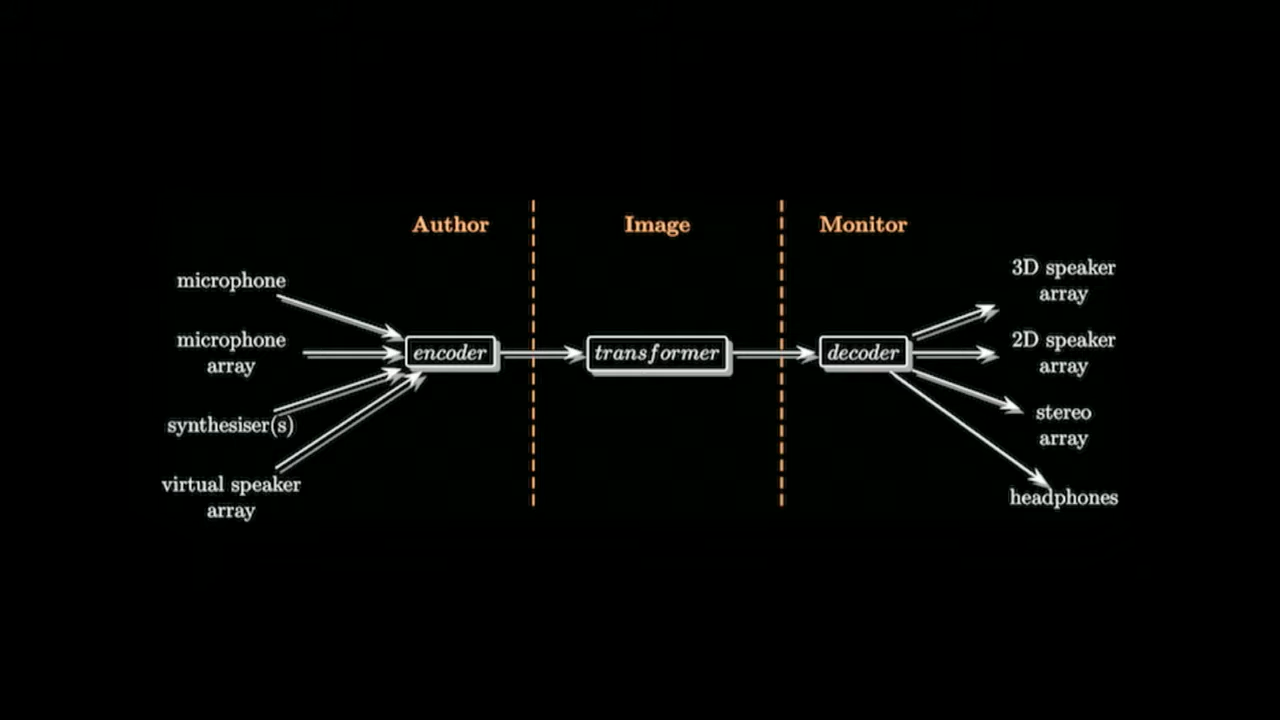 Author
Image
Monitor
microphone
microphone
array
synthesiser(s)
virtual speaker
array
encoder
transformer
decoder
3D speaker
array
2D speaker
array
stereo
array
headphones